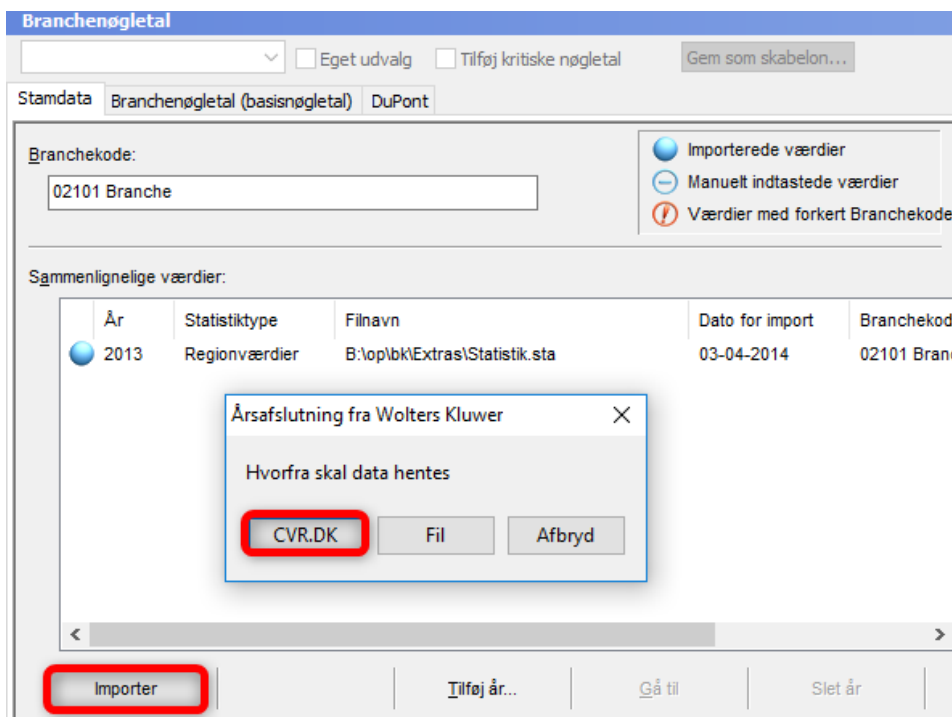 Branchenøgletal
Eget udvalg Tilføj kritiske nøgletal Gem som skabelon...
Stamdata Branchenøgletal (basisnøgletal) DuPont
Branchekode:
02101 Branche
Importerede værdier
Manuelt indtastede værdier
Værdier med forkert Branchekode
Sammenlignelige værdier:
År Statistiktype Filnavn Dato for import Branchekod
2013 Regionværdier B:\op\bk\Extras\Statistik.sta 03-04-2014 02101 Bran
Årsafslutning fra Wolters Kluwer
Hvorfra skal data hentes
CVR.DK Fil Afbryd
Importer Tilføj år... Gå til Slet år